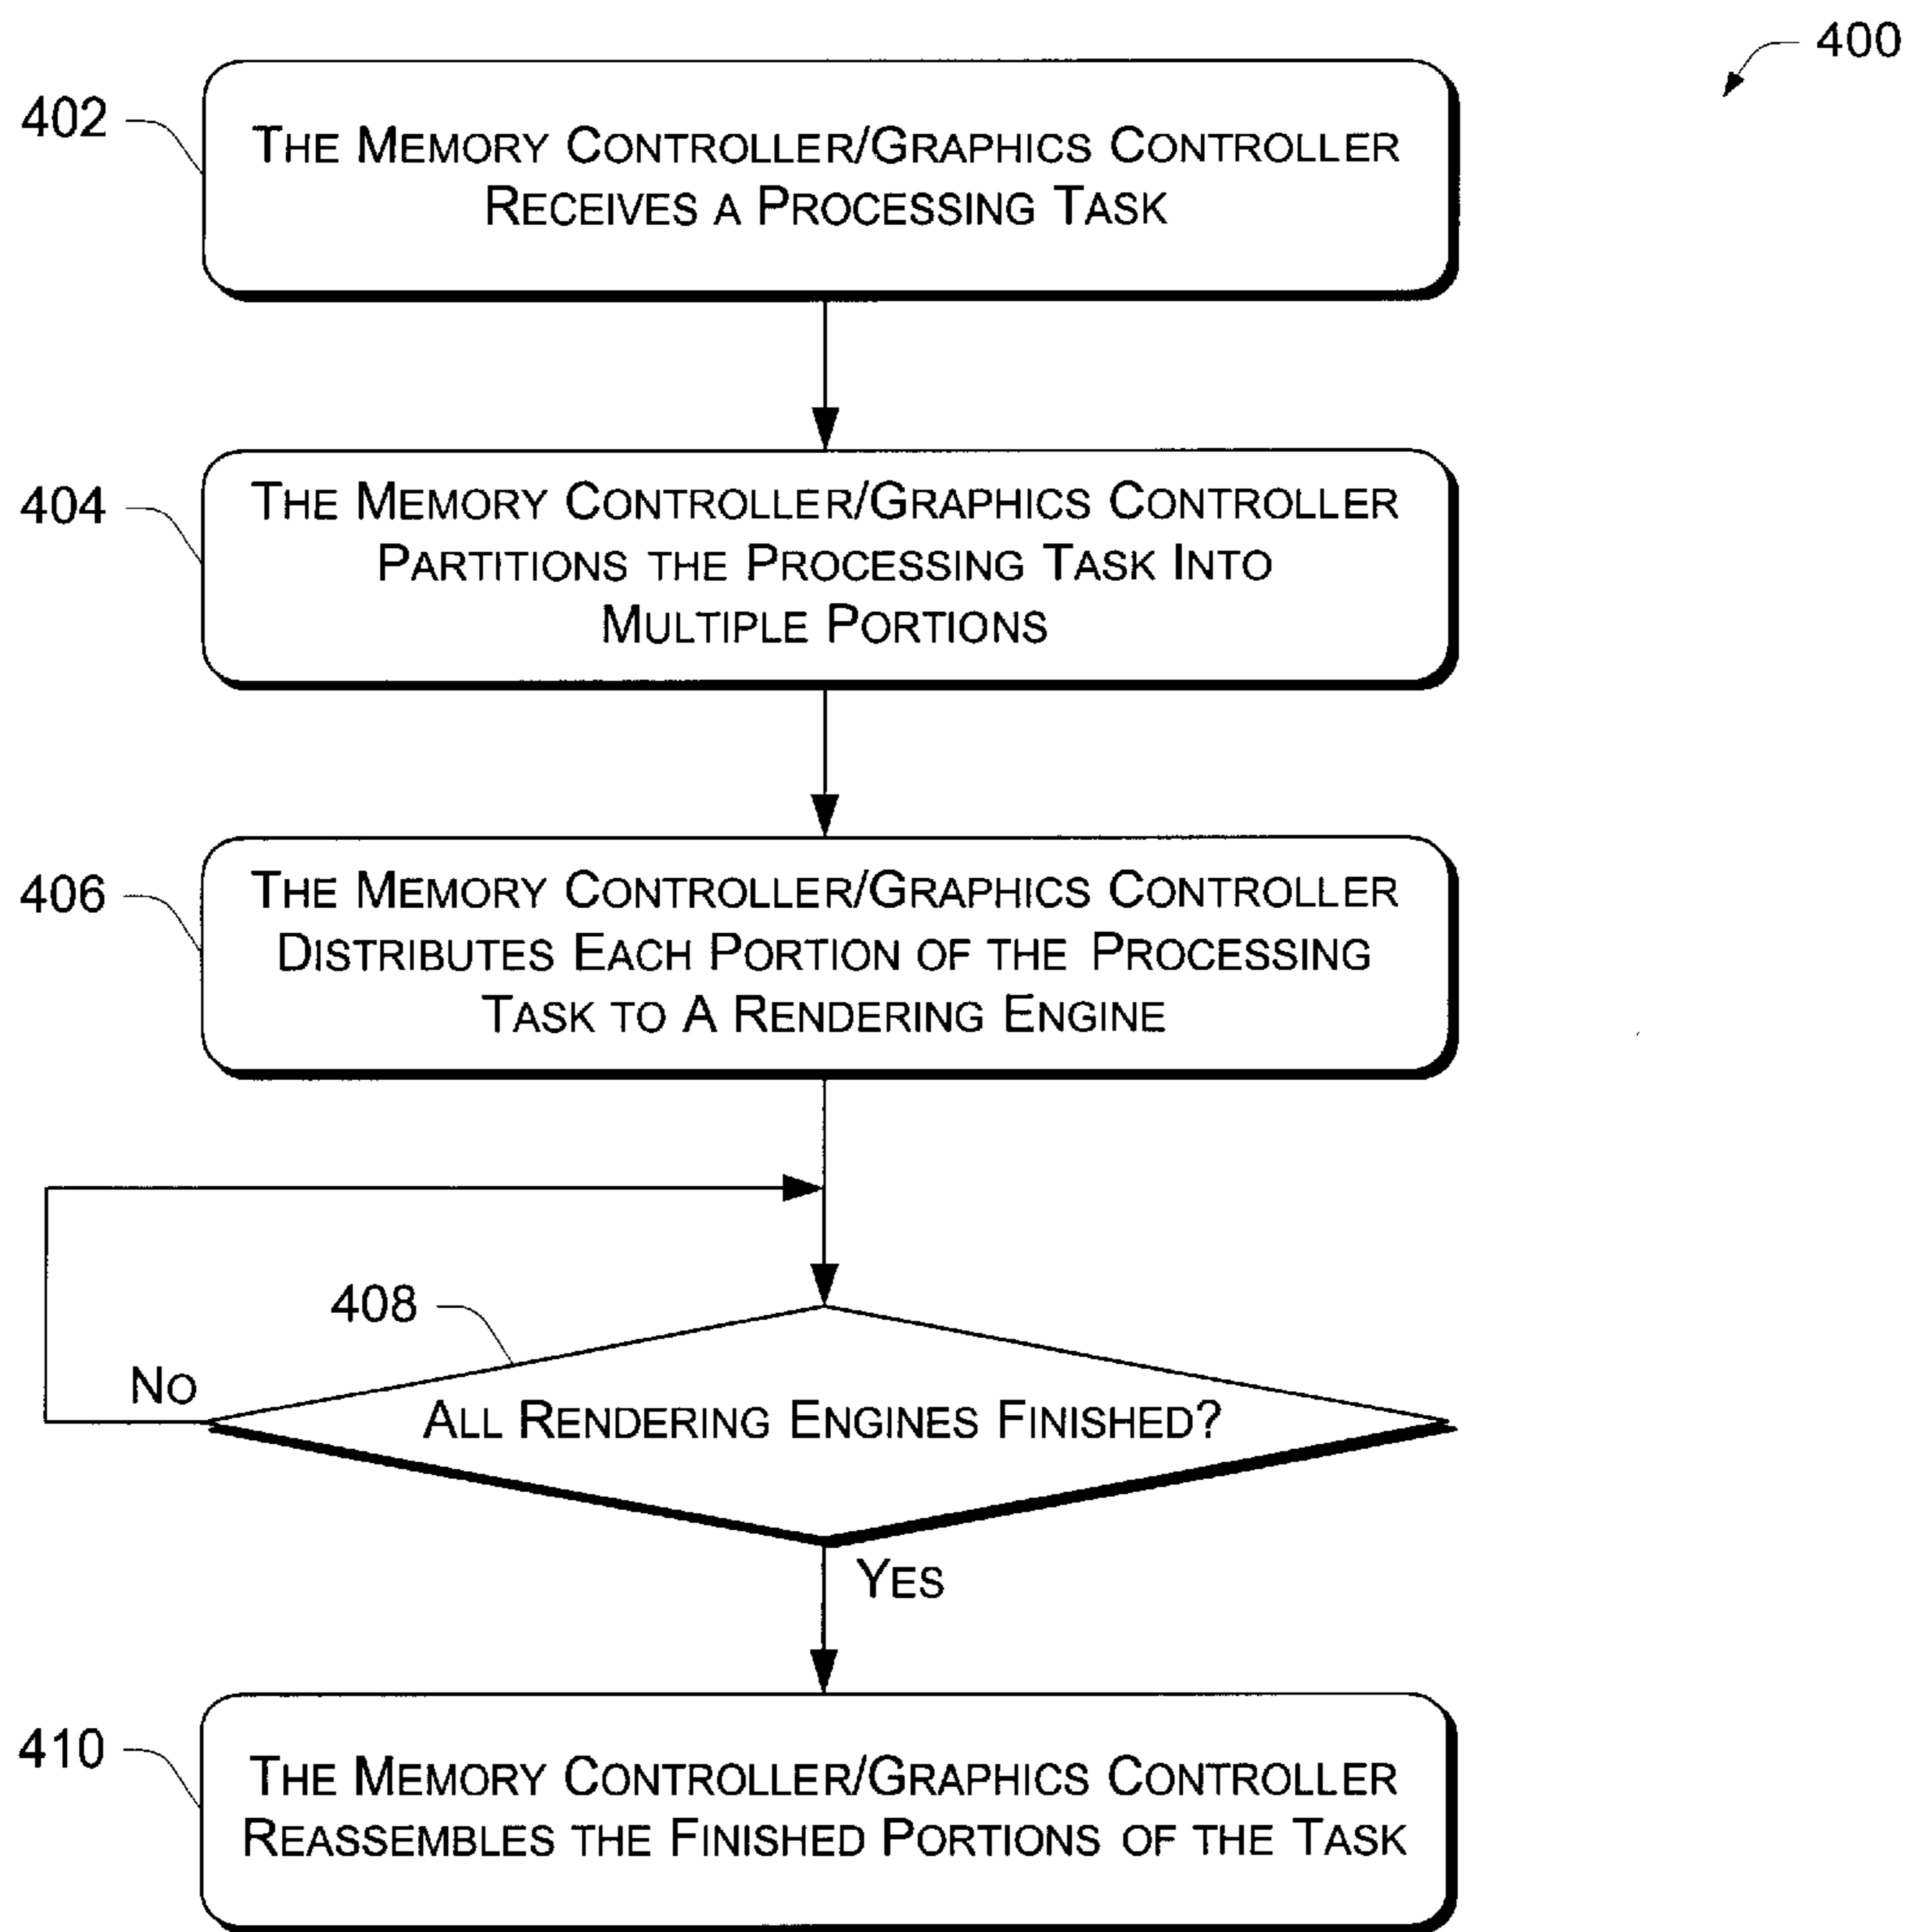 400
402
The Memory Controller/Graphics Controller
Receives a Processing Task
404
The Memory Controller/Graphics Controller
Partitions the Processing Task Into
Multiple Portions
406
The Memory Controller/Graphics Controller
Distributes Each Portion of the Processing
Task to A Rendering Engine
408
No
All Rendering Engines Finished?
Yes
410
The Memory Controller/Graphics Controller
Reassembles the Finished Portions of the Task